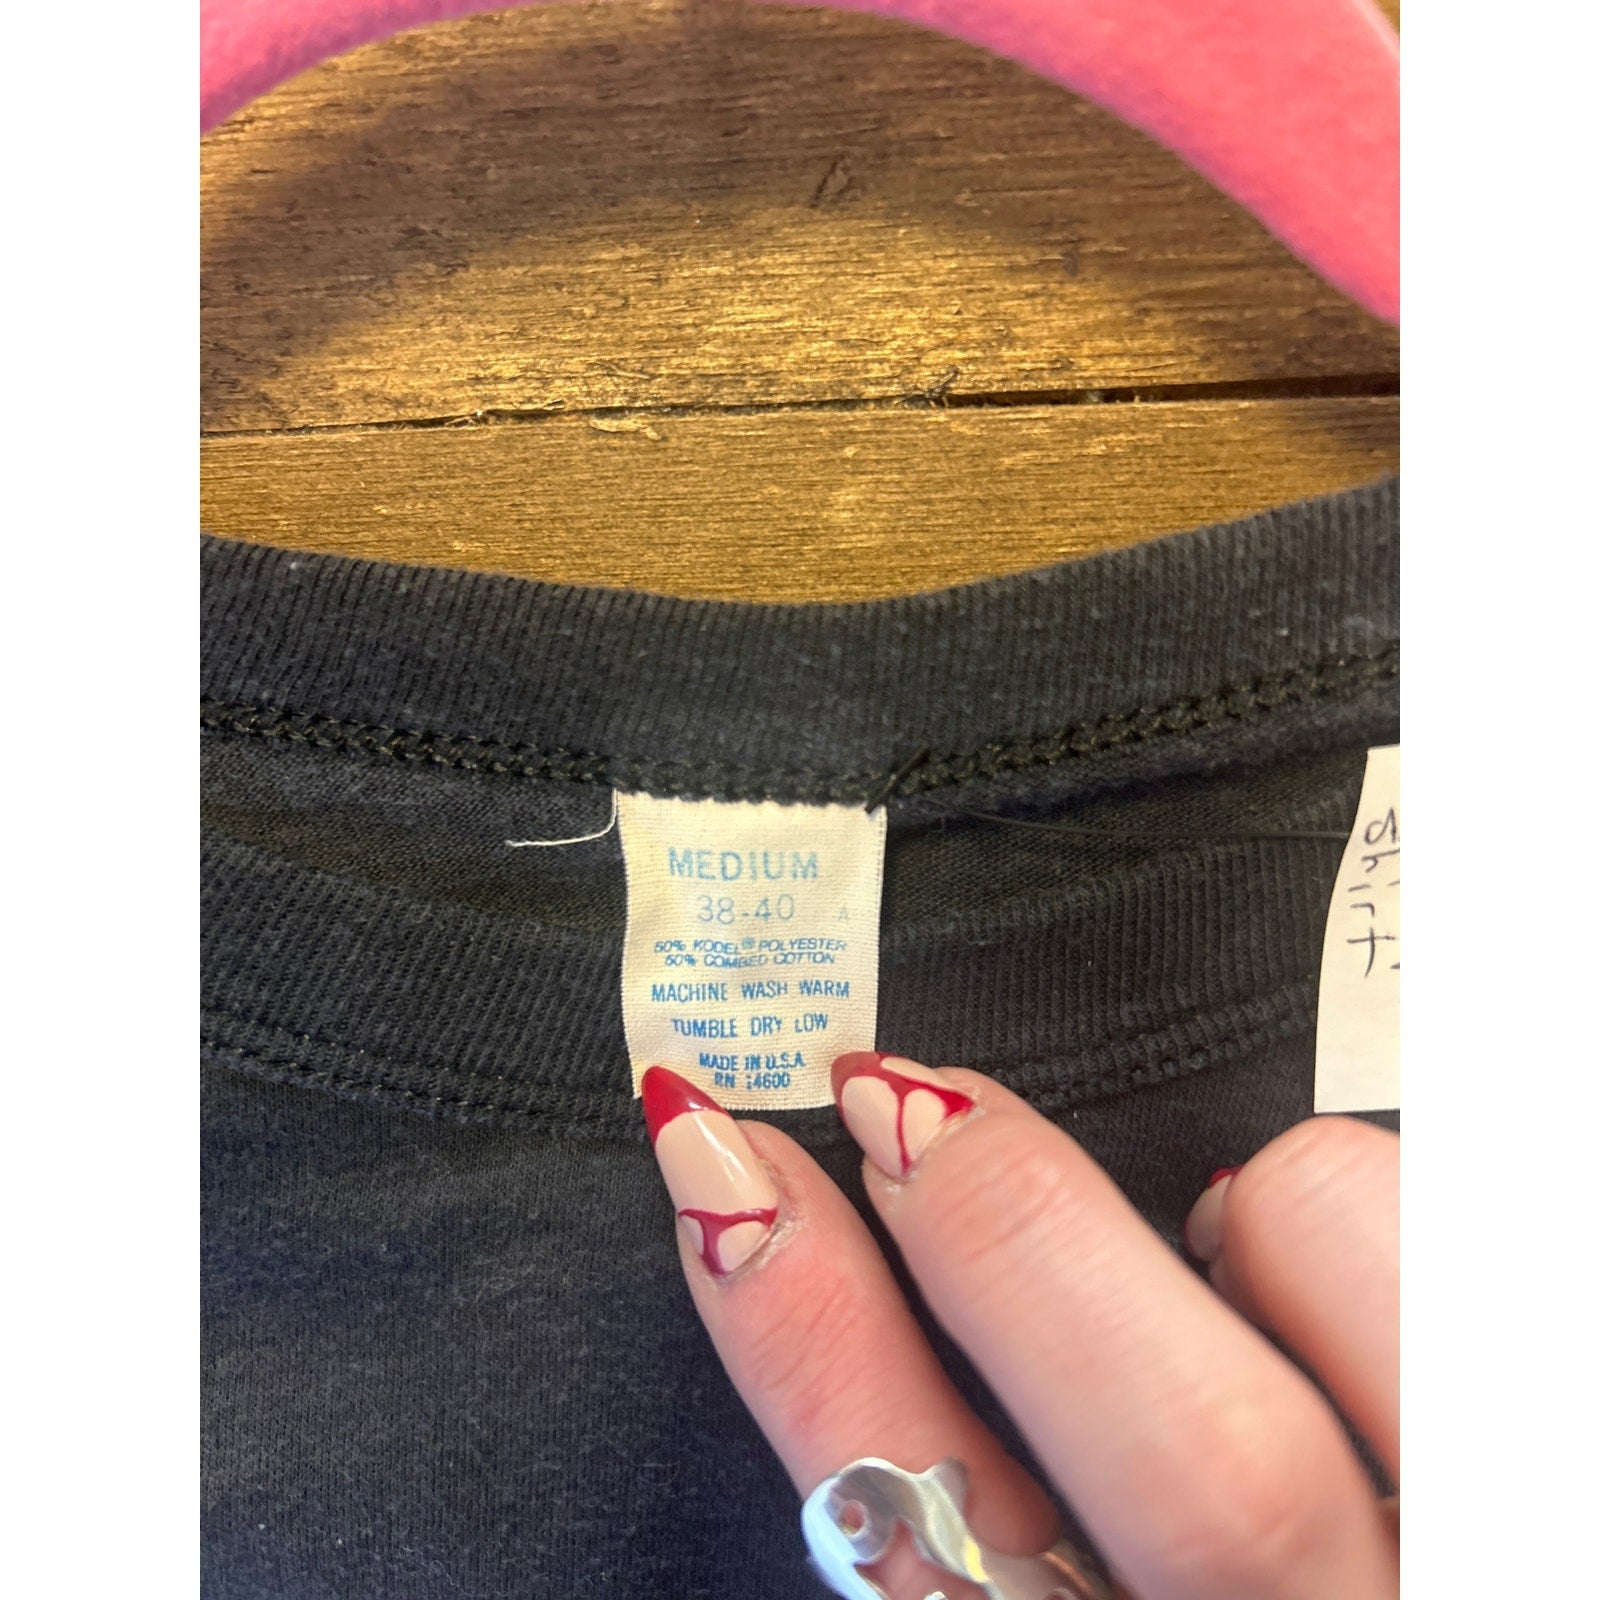 MEDIUM
38-40 A
50% KODEL® POLYESTER
50% COMBED COTTON
MACHINE WASH WARM
TUMBLE DRY LOW
MADE IN U.S.A.
RN 14600
Shirt